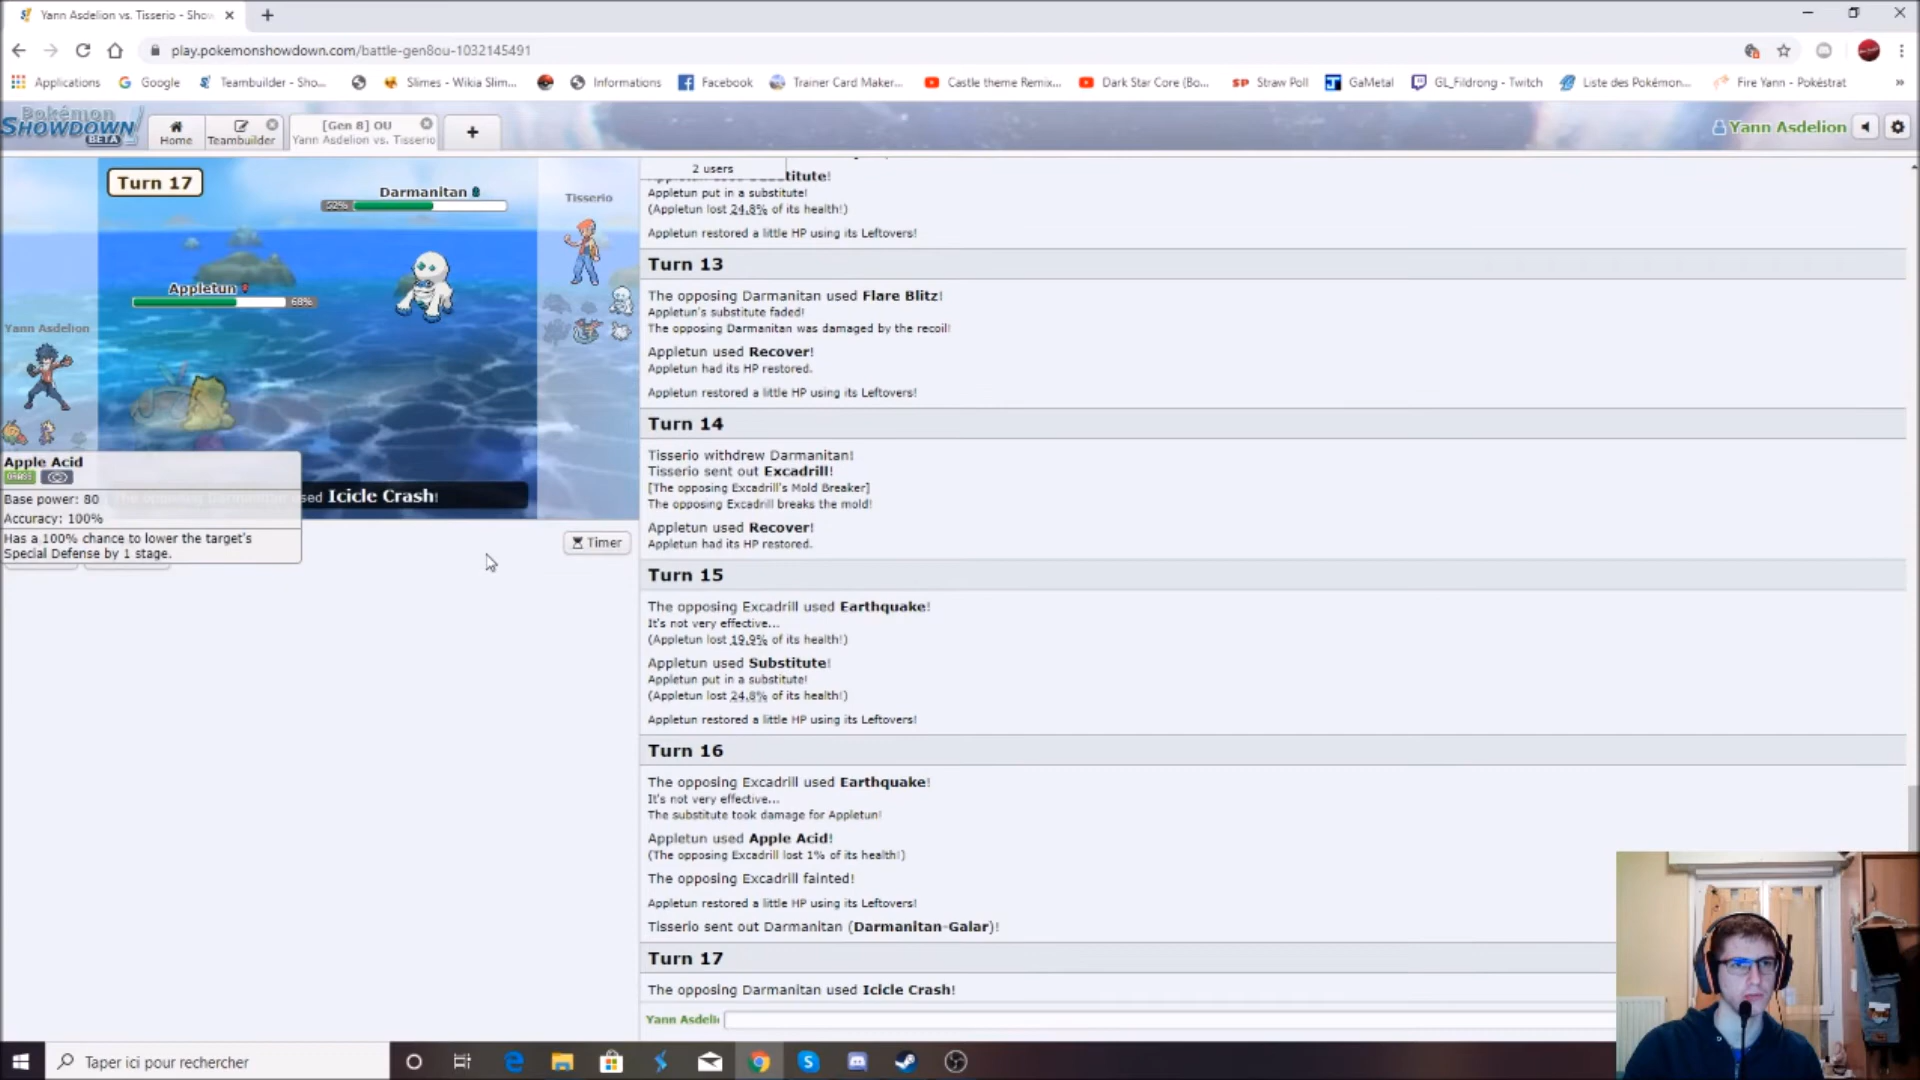 Yann Asdelion vs. Tisserio - Show
play.pokemonshowdown.com/battle-gen8ou-1032145491
Applications
Google
Teambuilder - Sho...
Slimes - Wikia Slim...
Informations
Facebook
Trainer Card Maker...
Castle theme Remix...
Dark Star Core (Bo...
SP Straw Poll
GaMetal
GL_Fildrong - Twitch
Liste des Pokémon...
Fire Yann - Pokéstrat
»
Pokémon
SHOWDOWN
BETA
Home
Teambuilder
[Gen 8] OU
Yann Asdelion vs. Tisserio
Yann Asdelion
Turn 17
Darmanitan
52%
Tisserio
Appletun
68%
Yann Asdelion
Apple Acid
GRASS
Base power: 80
Accuracy: 100%
Has a 100% chance to lower the target's
Special Defense by 1 stage.
The opposing Darmanitan used Icicle Crash!
Timer
2 users
titute!
Appletun put in a substitute!
(Appletun lost 24.8% of its health!)
Appletun restored a little HP using its Leftovers!
Turn 13
The opposing Darmanitan used Flare Blitz!
Appletun's substitute faded!
The opposing Darmanitan was damaged by the recoil!
Appletun used Recover!
Appletun had its HP restored.
Appletun restored a little HP using its Leftovers!
Turn 14
Tisserio withdrew Darmanitan!
Tisserio sent out Excadrill!
[The opposing Excadrill's Mold Breaker]
The opposing Excadrill breaks the mold!
Appletun used Recover!
Appletun had its HP restored.
Turn 15
The opposing Excadrill used Earthquake!
It's not very effective...
(Appletun lost 19.9% of its health!)
Appletun used Substitute!
Appletun put in a substitute!
(Appletun lost 24.8% of its health!)
Appletun restored a little HP using its Leftovers!
Turn 16
The opposing Excadrill used Earthquake!
It's not very effective...
The substitute took damage for Appletun!
Appletun used Apple Acid!
(The opposing Excadrill lost 1% of its health!)
The opposing Excadrill fainted!
Appletun restored a little HP using its Leftovers!
Tisserio sent out Darmanitan (Darmanitan-Galar)!
Turn 17
The opposing Darmanitan used Icicle Crash!
Yann Asdeli
Taper ici pour rechercher